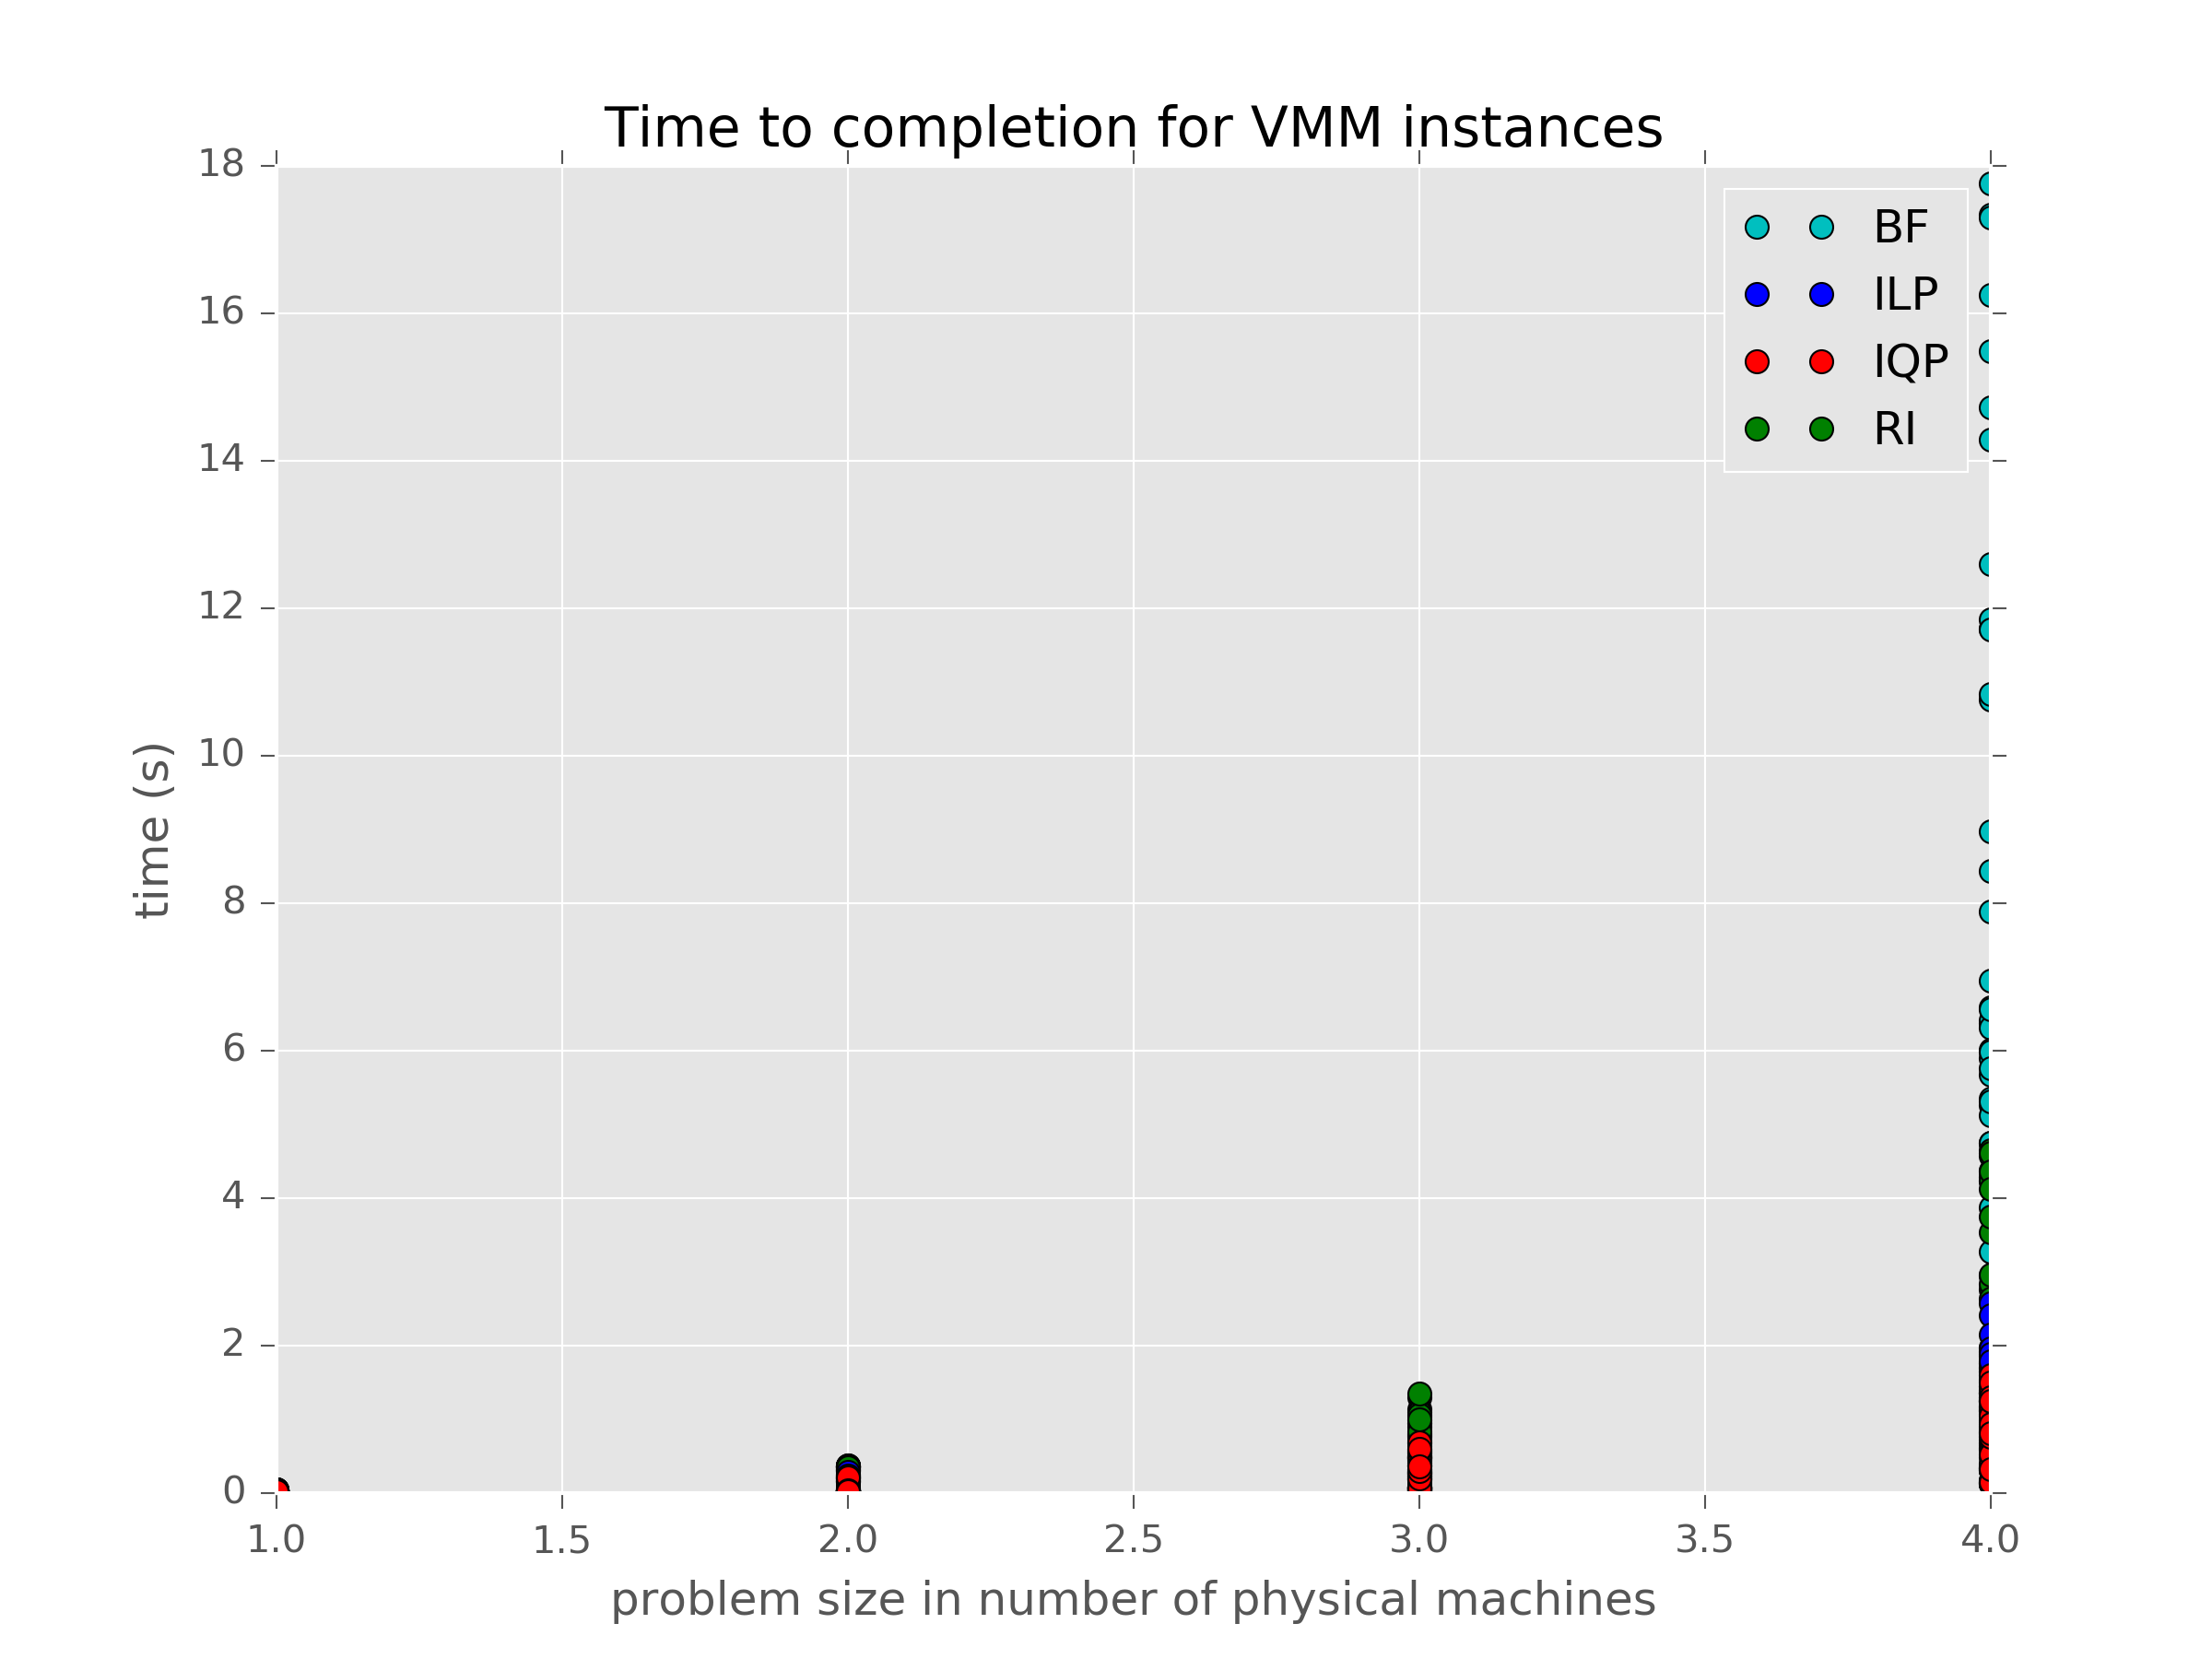 Time to completion for VMM instances
18
16
14
12
10
8
6
4
2
0
time (s)
BF
ILP
IQP
RI
1.0 1.5 2.0 2.5 3.0 3.5 4.0
problem size in number of physical machines